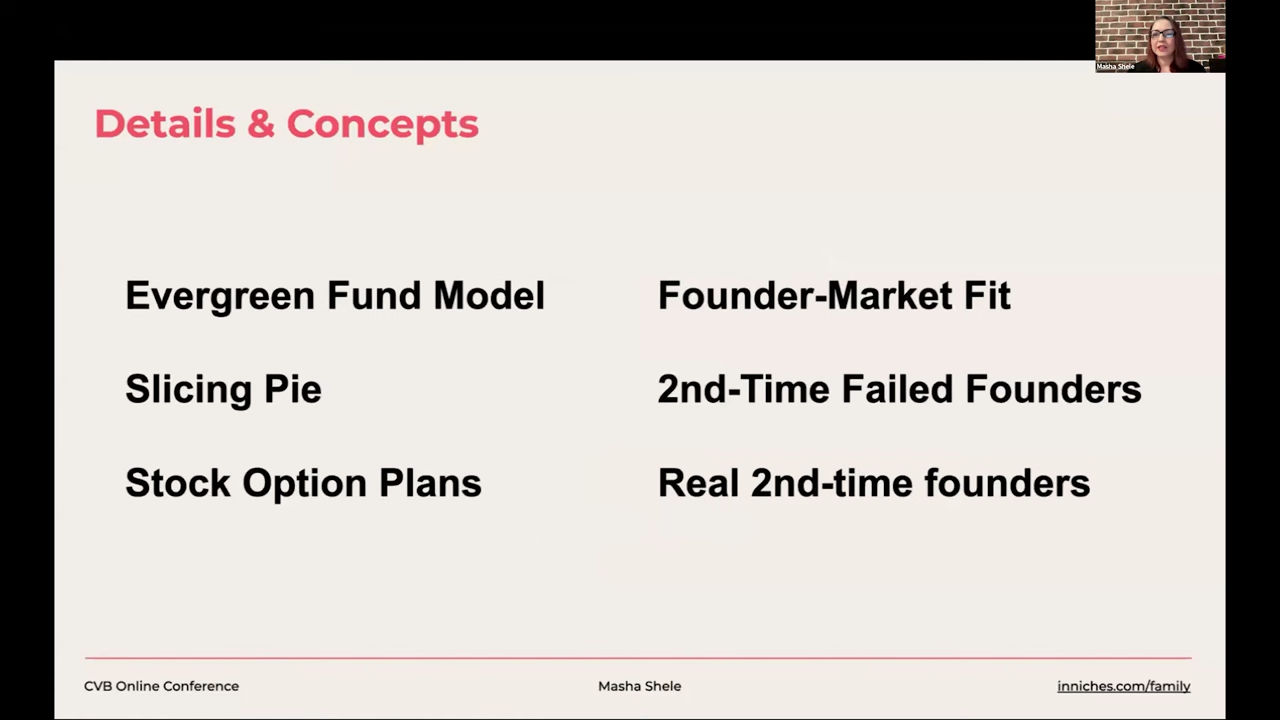 Masha Shele
Details & Concepts
Evergreen Fund Model
Slicing Pie
Stock Option Plans
Founder-Market Fit
2nd-Time Failed Founders
Real 2nd-time founders
CVB Online Conference
Masha Shele
inniches.com/family